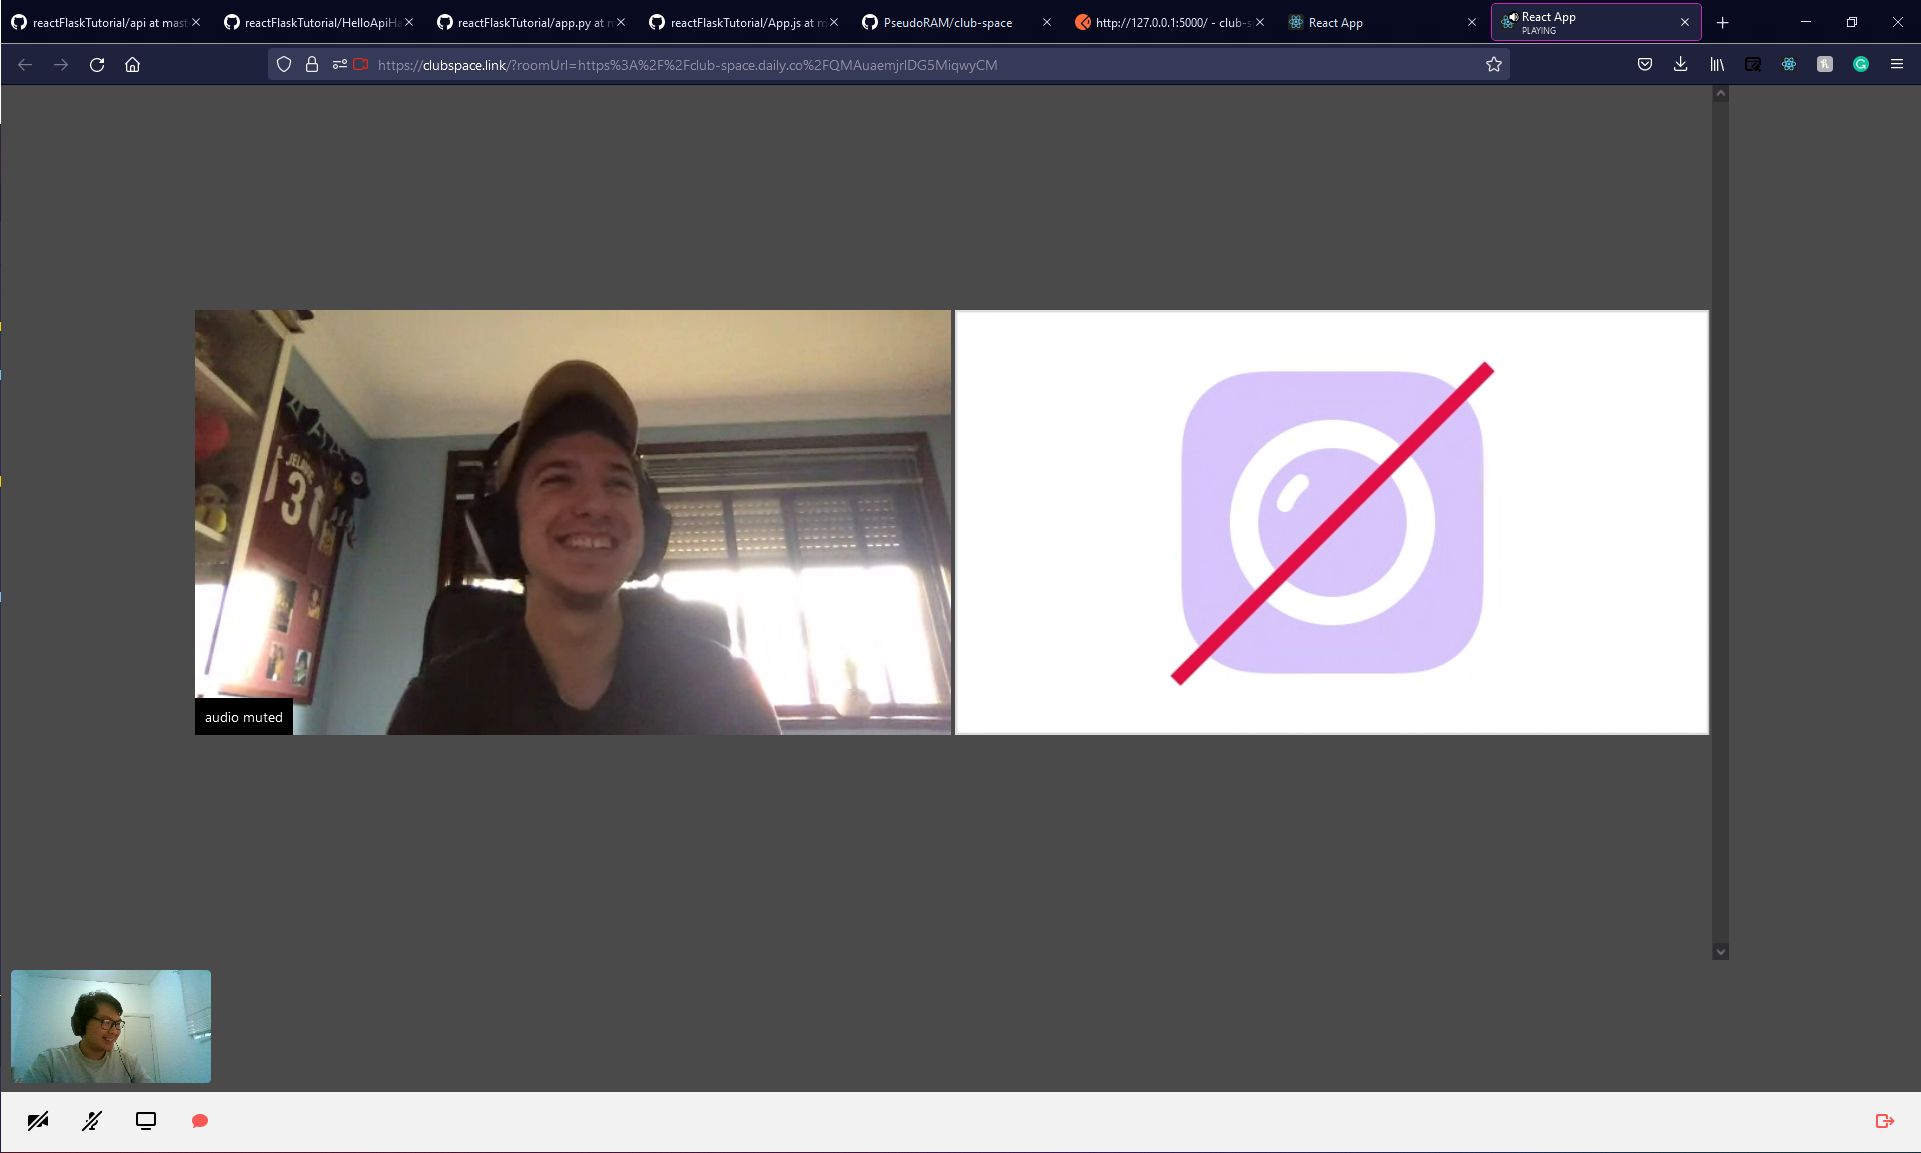 reactFlaskTutorial/api at mast
reactFlaskTutorial/HelloApiHa
reactFlaskTutorial/app.py at m
reactFlaskTutorial/App.js at m
PseudoRAM/club-space
http://127.0.0.1:5000/ - club-s
React App
React App
PLAYING
https://clubspace.link/?roomUrl=https%3A%2F%2Fclub-space.daily.co%2FQMAuaemjrlDG5MiqwyCM
3
audio muted